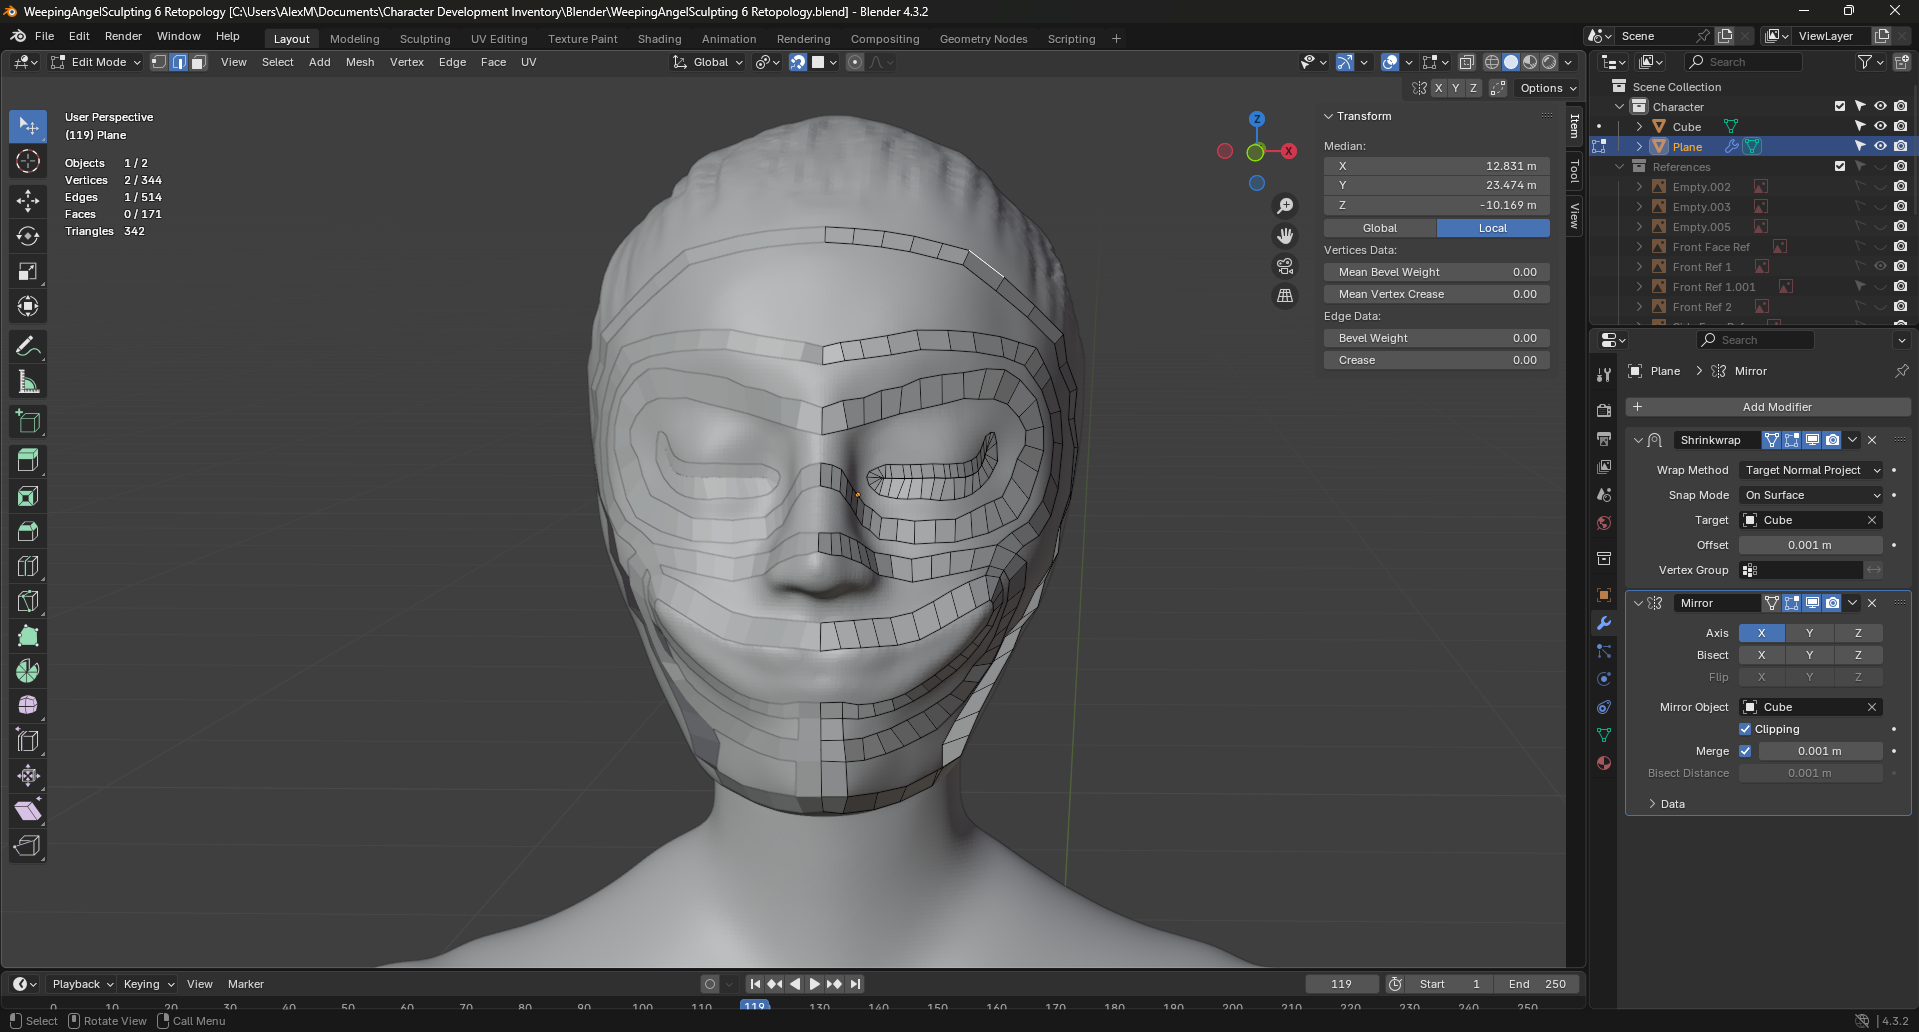 WeepingAngelSculpting 6 Retopology [C:\Users\AlexM\Documents\Character Development Inventory\Blender\WeepingAngelSculpting 6 Retopology.blend] - Blender 4.3.2
File Edit Render Window Help Layout Modeling Sculpting UV Editing Texture Paint Shading Animation Rendering Compositing Geometry Nodes Scripting + Scene ViewLayer
Edit Mode View Select Add Mesh Vertex Edge Face UV Global Search
X Y Z Options
User Perspective
(119) Plane
Objects 1 / 2
Vertices 2 / 344
Edges 1 / 514
Faces 0 / 171
Triangles 342
Z
X
Transform
Median:
X 12.831 m
Y 23.474 m
Z -10.169 m
Global Local
Vertices Data:
Mean Bevel Weight 0.00
Mean Vertex Crease 0.00
Edge Data:
Bevel Weight 0.00
Crease 0.00
Item
Tool
View
Scene Collection
Character
Cube
Plane
References
Empty.002
Empty.003
Empty.005
Front Face Ref
Front Ref 1
Front Ref 1.001
Front Ref 2
Search
Plane > Mirror
+ Add Modifier
Shrinkwrap
Wrap Method Target Normal Project
Snap Mode On Surface
Target Cube
Offset 0.001 m
Vertex Group
Mirror
Axis X Y Z
Bisect X Y Z
Flip X Y Z
Mirror Object Cube
Clipping
Merge 0.001 m
Bisect Distance 0.001 m
Data
Playback Keying View Marker 119 Start 1 End 250
0 10 20 30 40 50 60 70 80 90 100 110 119 130 140 150 160 170 180 190 200 210 220 230 240 250
Select Rotate View Call Menu 4.3.2